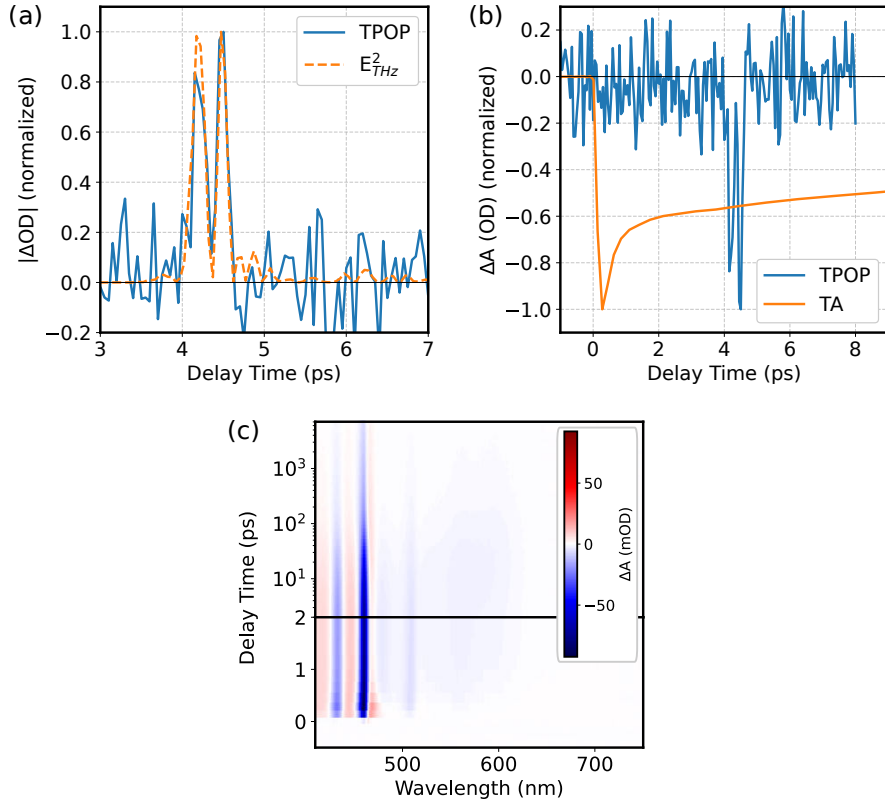 (a)
1.0
0.8
0.6
0.4
0.2
0.0
−0.2
|ΔOD| (normalized)
TPOP
E²_THz
3 4 5 6 7
Delay Time (ps)
(b)
0.2
0.0
−0.2
−0.4
−0.6
−0.8
−1.0
ΔA (OD) (normalized)
TPOP
TA
0 2 4 6 8
Delay Time (ps)
(c)
10³
10²
10¹
2
1
0
Delay Time (ps)
50
0
−50
ΔA (mOD)
500 600 700
Wavelength (nm)